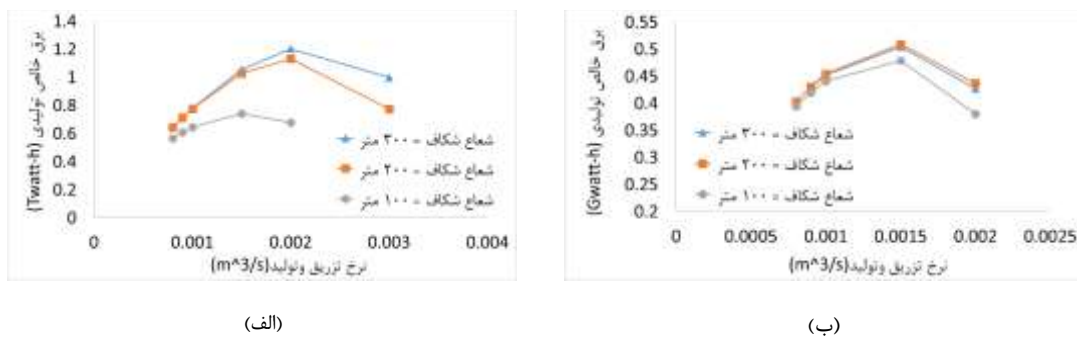 برق خالص تولیدی (Twatt-h)
1.4
1.2
1
0.8
0.6
0.4
0.2
0
شعاع شکاف = ۳۰۰ متر
شعاع شکاف = ۲۰۰ متر
شعاع شکاف = ۱۰۰ متر
0 0.001 0.002 0.003 0.004
نرخ تزریق وتولید(m^3/s)
(الف)
برق خالص تولیدی (Gwatt-h)
0.55
0.5
0.45
0.4
0.35
0.3
0.25
0.2
شعاع شکاف = ۳۰۰ متر
شعاع شکاف = ۲۰۰ متر
شعاع شکاف = ۱۰۰ متر
0 0.0005 0.001 0.0015 0.002 0.0025
نرخ تزریق وتولید(m^3/s)
(ب)